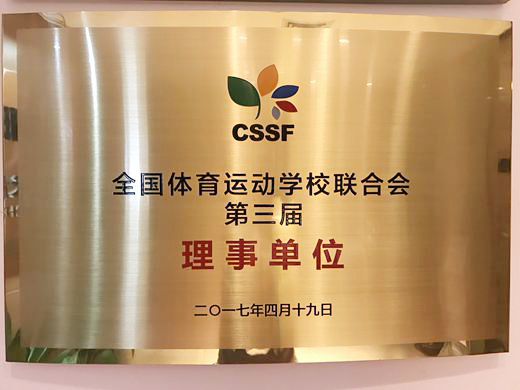 CSSF
全国体育运动学校联合会
第三届
理事单位
二〇一七年四月十九日